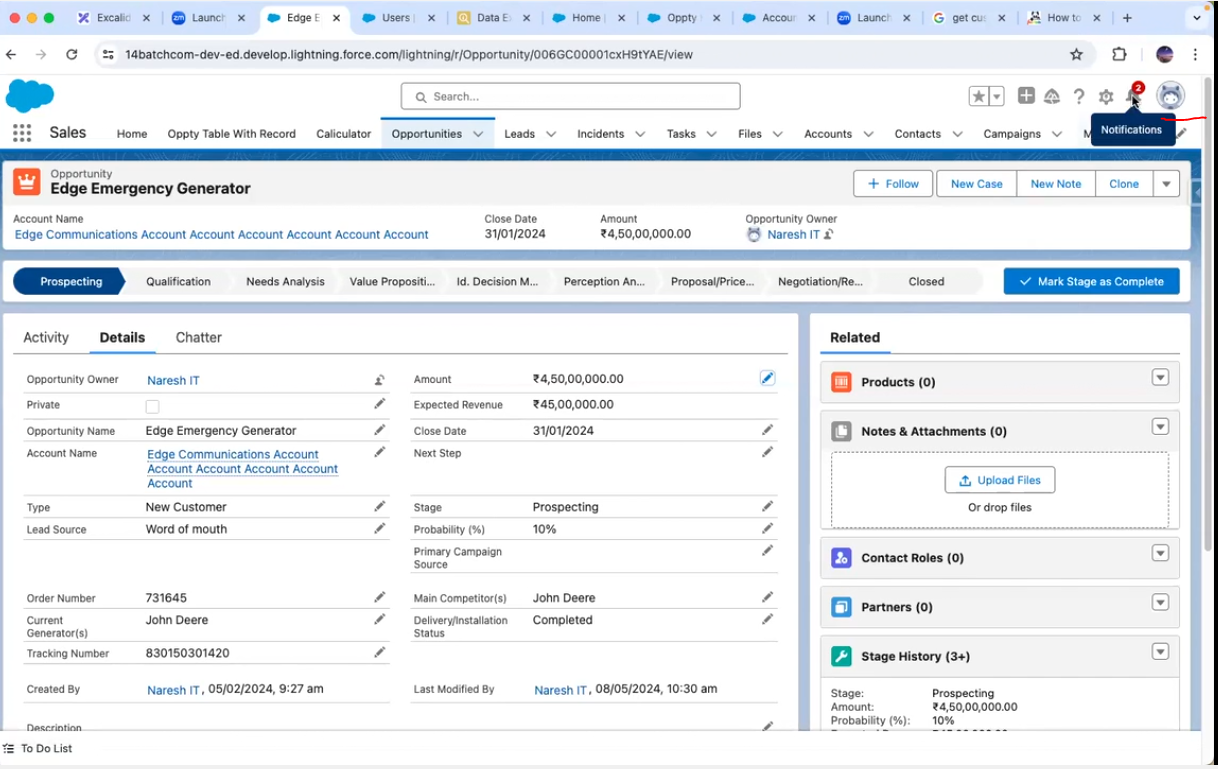 Excalid
Launch
Edge E
Users
Data E
Home
Oppty
Accour
Launch
get cus
How to
14batchcom-dev-ed.develop.lightning.force.com/lightning/r/Opportunity/006GC00001cxH9tYAE/view
Search...
2
Sales
Home
Oppty Table With Record
Calculator
Opportunities
Leads
Incidents
Tasks
Files
Accounts
Contacts
Campaigns
Notifications
Opportunity
Edge Emergency Generator
Follow
New Case
New Note
Clone
Account Name
Close Date
Amount
Opportunity Owner
Edge Communications Account Account Account Account Account Account
31/01/2024
₹4,50,00,000.00
Naresh IT
Prospecting
Qualification
Needs Analysis
Value Propositi...
Id. Decision M...
Perception An...
Proposal/Price...
Negotiation/Re...
Closed
Mark Stage as Complete
Activity
Details
Chatter
Opportunity Owner
Naresh IT
Amount
₹4,50,00,000.00
Private
Expected Revenue
₹45,00,000.00
Opportunity Name
Edge Emergency Generator
Close Date
31/01/2024
Account Name
Edge Communications Account
Account Account Account Account
Account
Next Step
Type
New Customer
Stage
Prospecting
Lead Source
Word of mouth
Probability (%)
10%
Primary Campaign
Source
Order Number
731645
Main Competitor(s)
John Deere
Current
Generator(s)
John Deere
Delivery/Installation
Status
Completed
Tracking Number
830150301420
Created By
Naresh IT, 05/02/2024, 9:27 am
Last Modified By
Naresh IT, 08/05/2024, 10:30 am
Description
Related
Products (0)
Notes & Attachments (0)
Upload Files
Or drop files
Contact Roles (0)
Partners (0)
Stage History (3+)
Stage:
Prospecting
Amount:
₹4,50,00,000.00
Probability (%):
10%
To Do List